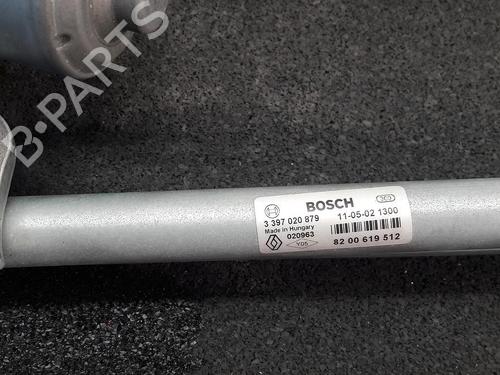 B-PARTS
BOSCH
3 397 020 879 11-05-02 1300
Made in Hungary
020963
Y05
82 00 619 512